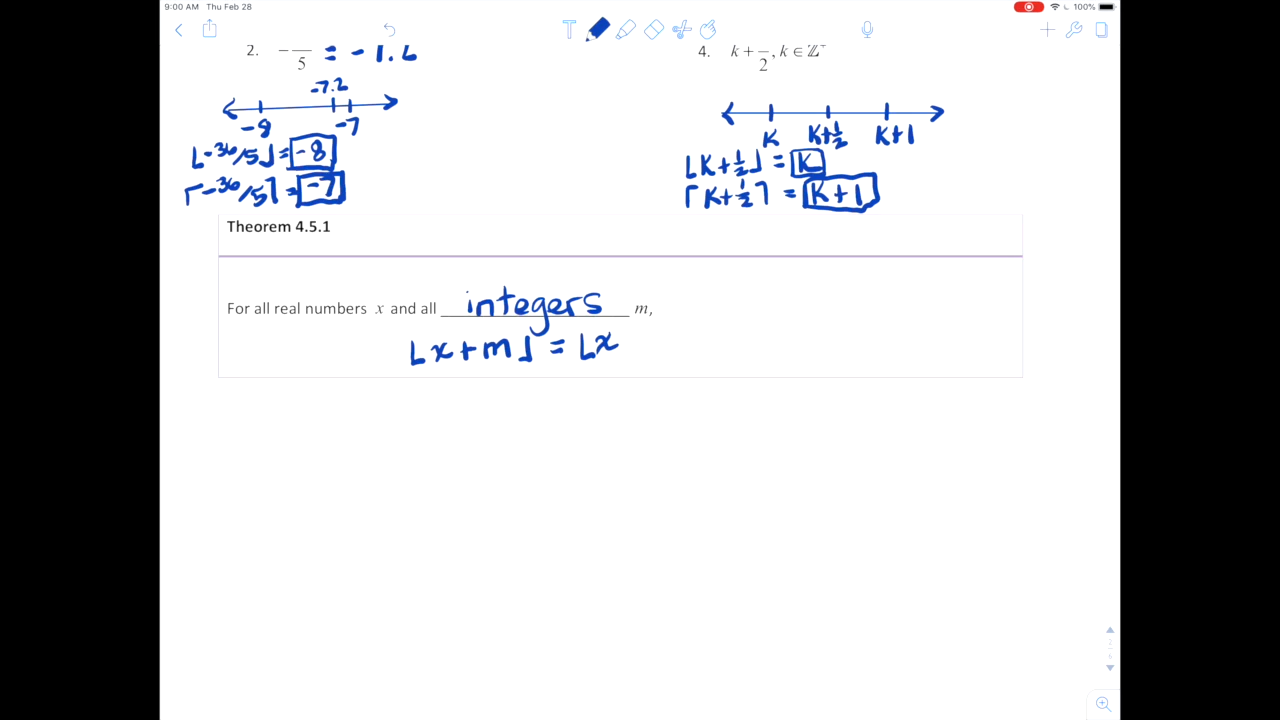 9:00 AM Thu Feb 28
100%
T
2. − — = -1.2
5
-7.2
-8 -7
⌊-36/5⌋ = -8
⌈-36/5⌉ = -7
4. k + —, k ∈ ℤ
2
K K+½ K+1
⌊K+½⌋ = K
⌈K+½⌉ = K+1
Theorem 4.5.1
For all real numbers x and all integers m,
⌊x+m⌋ = ⌊x